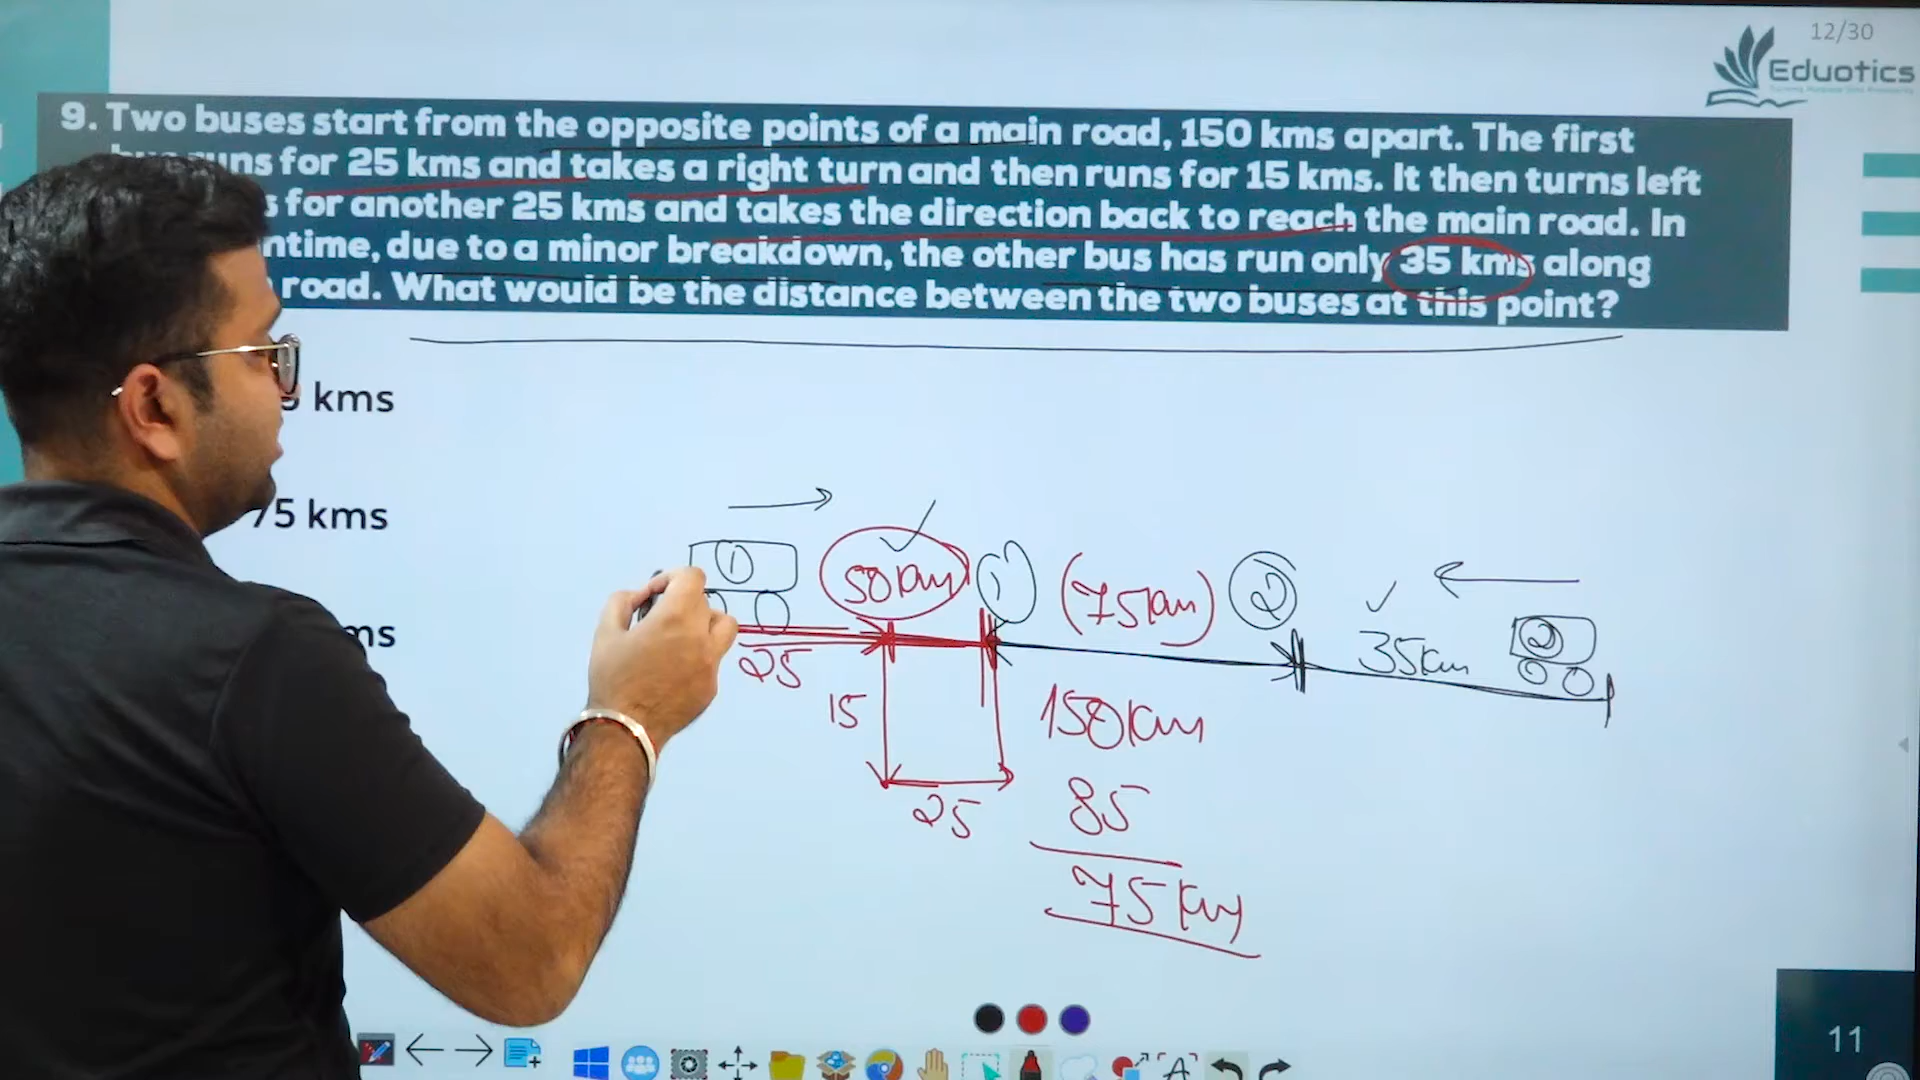 12/30
Eduotics
9. Two buses start from the opposite points of a main road, 150 kms apart. The first
runs for 25 kms and takes a right turn and then runs for 15 kms. It then turns left
for another 25 kms and takes the direction back to reach the main road. In
ntime, due to a minor breakdown, the other bus has run only 35 kms along
road. What would be the distance between the two buses at this point?
kms
75 kms
ms
1
50 km
1
(75 km)
2
2
25
35 km
15
150 km
25
85
75 km
11